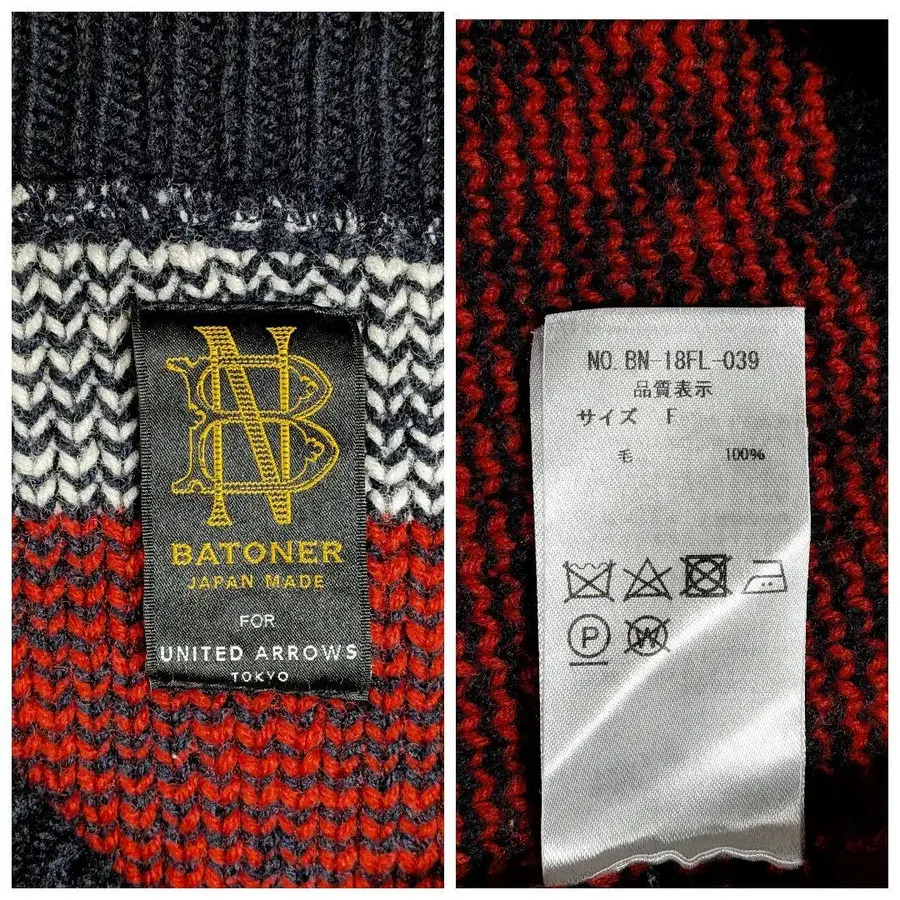 BN
BATONER
JAPAN MADE
FOR
UNITED ARROWS
TOKYO
NO. BN-18FL-039
品質表示
サイズ F
毛 100%
P
W